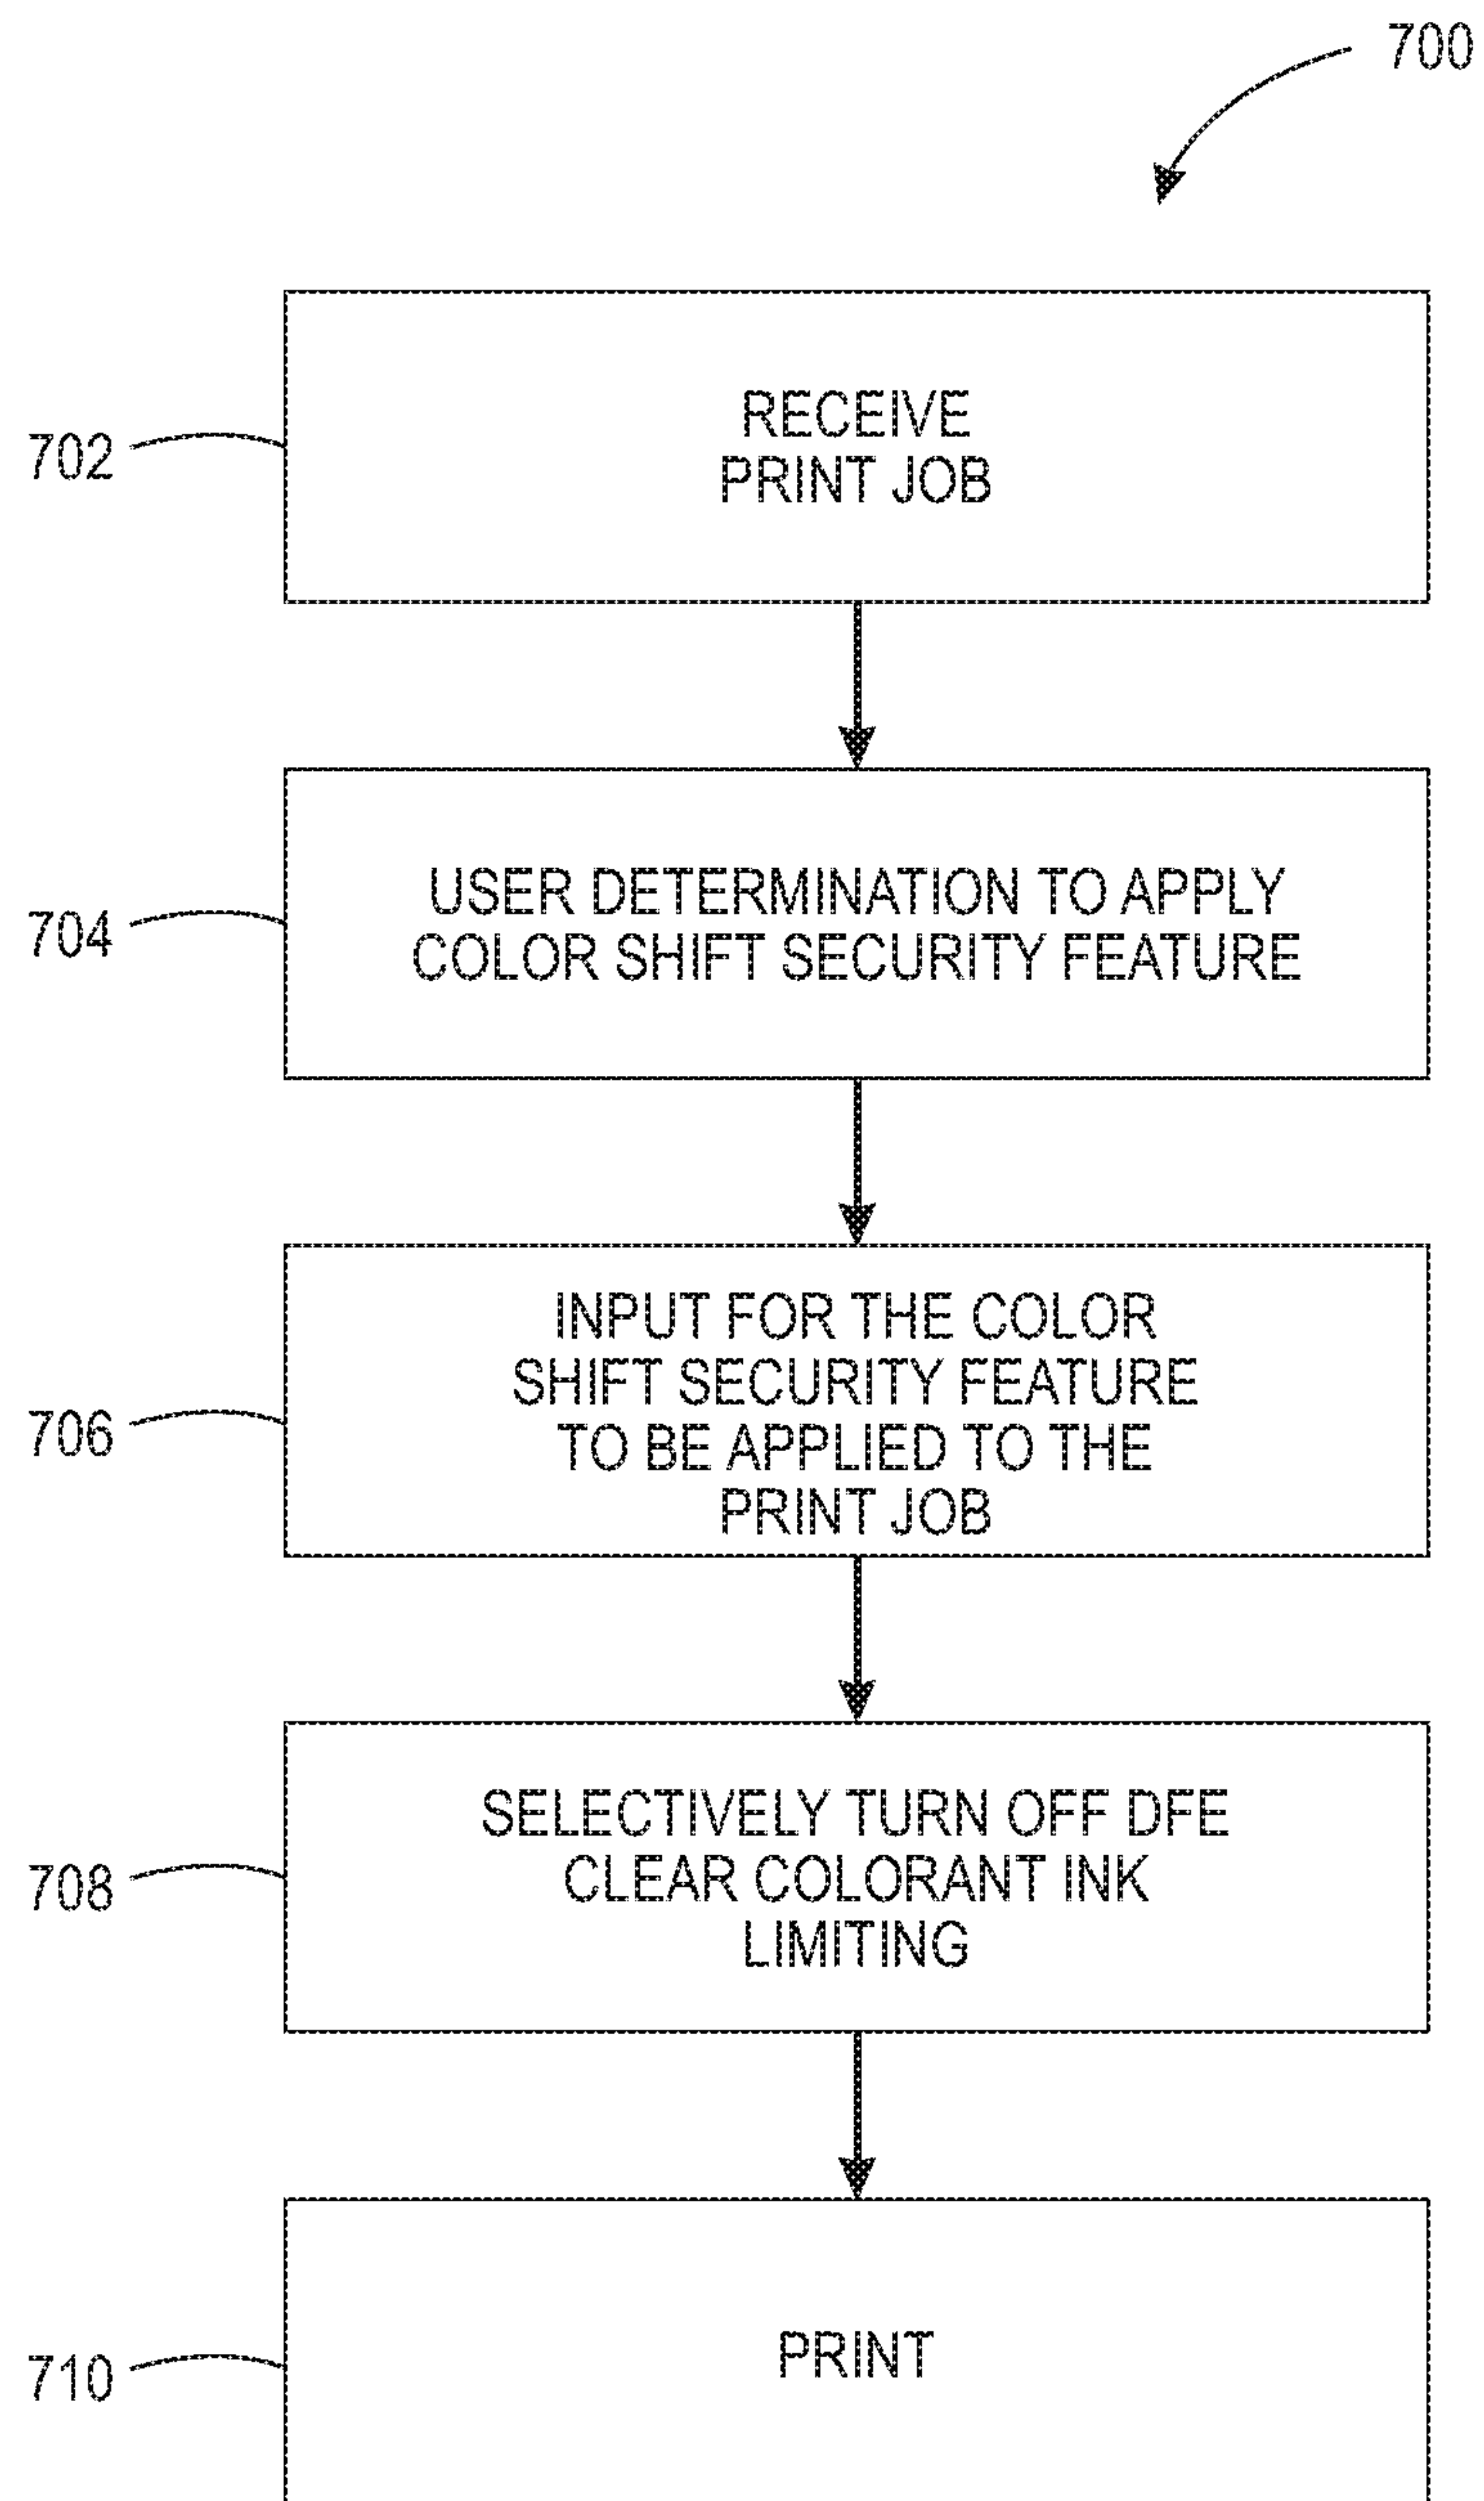 700
702
RECEIVE
PRINT JOB
704
USER DETERMINATION TO APPLY
COLOR SHIFT SECURITY FEATURE
706
INPUT FOR THE COLOR
SHIFT SECURITY FEATURE
TO BE APPLIED TO THE
PRINT JOB
708
SELECTIVELY TURN OFF DFE
CLEAR COLORANT INK
LIMITING
710
PRINT